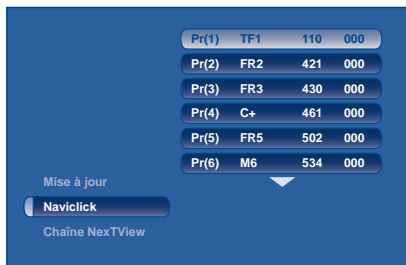 Pr(1) TF1 110 000
Pr(2) FR2 421 000
Pr(3) FR3 430 000
Pr(4) C+ 461 000
Pr(5) FR5 502 000
Pr(6) M6 534 000
Mise à jour
Naviclick
Chaîne NexTView